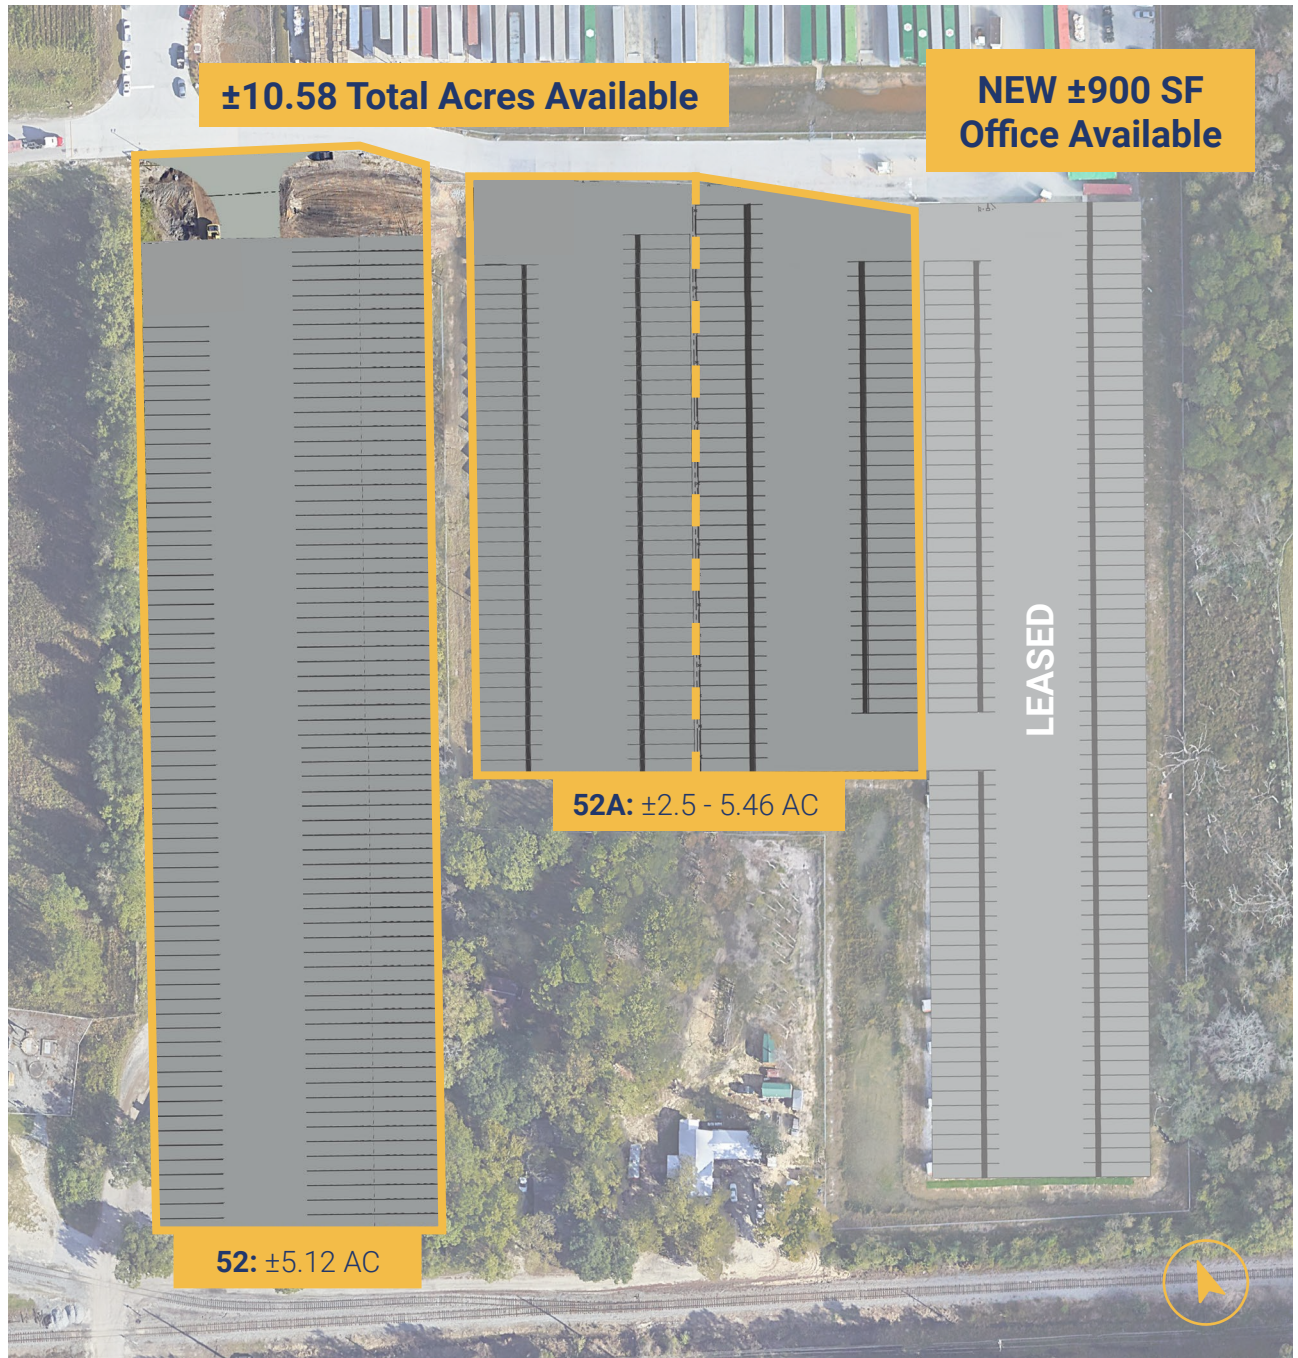 ±10.58 Total Acres Available
NEW ±900 SF
Office Available
LEASED
52A: ±2.5 - 5.46 AC
52: ±5.12 AC